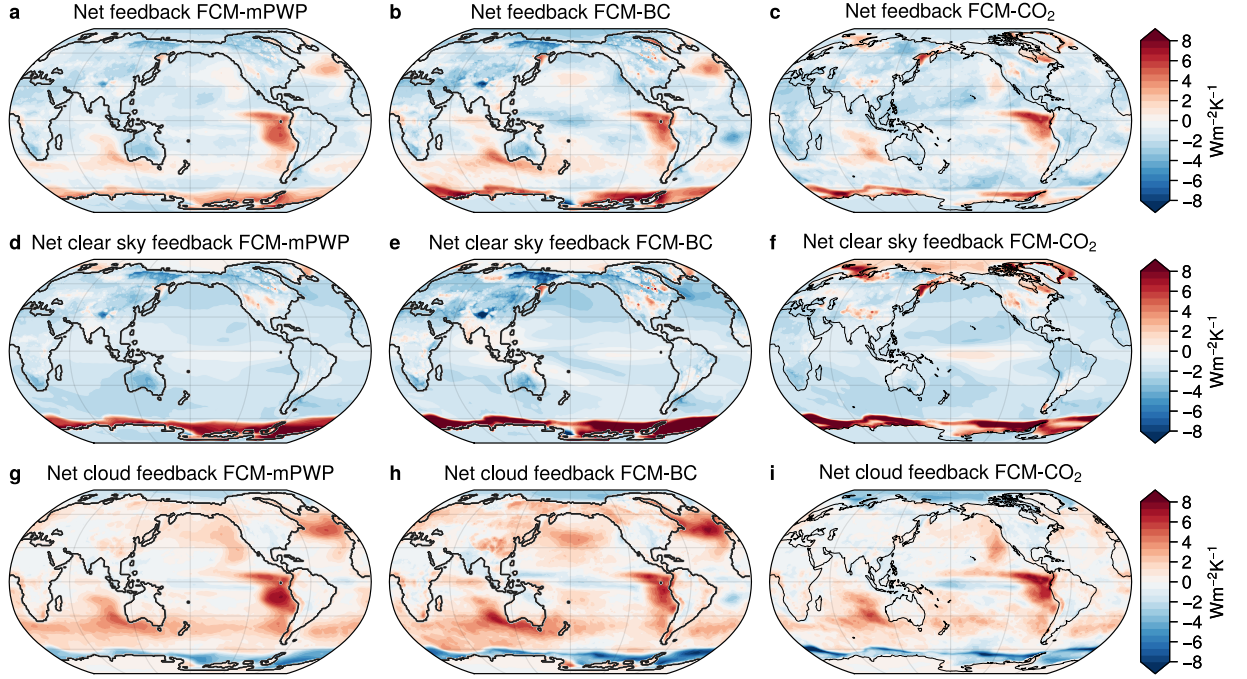 a Net feedback FCM-mPWP
b Net feedback FCM-BC
c Net feedback FCM-CO₂
8
6
4
2
0
−2
−4
−6
−8
Wm⁻²K⁻¹
d Net clear sky feedback FCM-mPWP
e Net clear sky feedback FCM-BC
f Net clear sky feedback FCM-CO₂
8
6
4
2
0
−2
−4
−6
−8
Wm⁻²K⁻¹
g Net cloud feedback FCM-mPWP
h Net cloud feedback FCM-BC
i Net cloud feedback FCM-CO₂
8
6
4
2
0
−2
−4
−6
−8
Wm⁻²K⁻¹